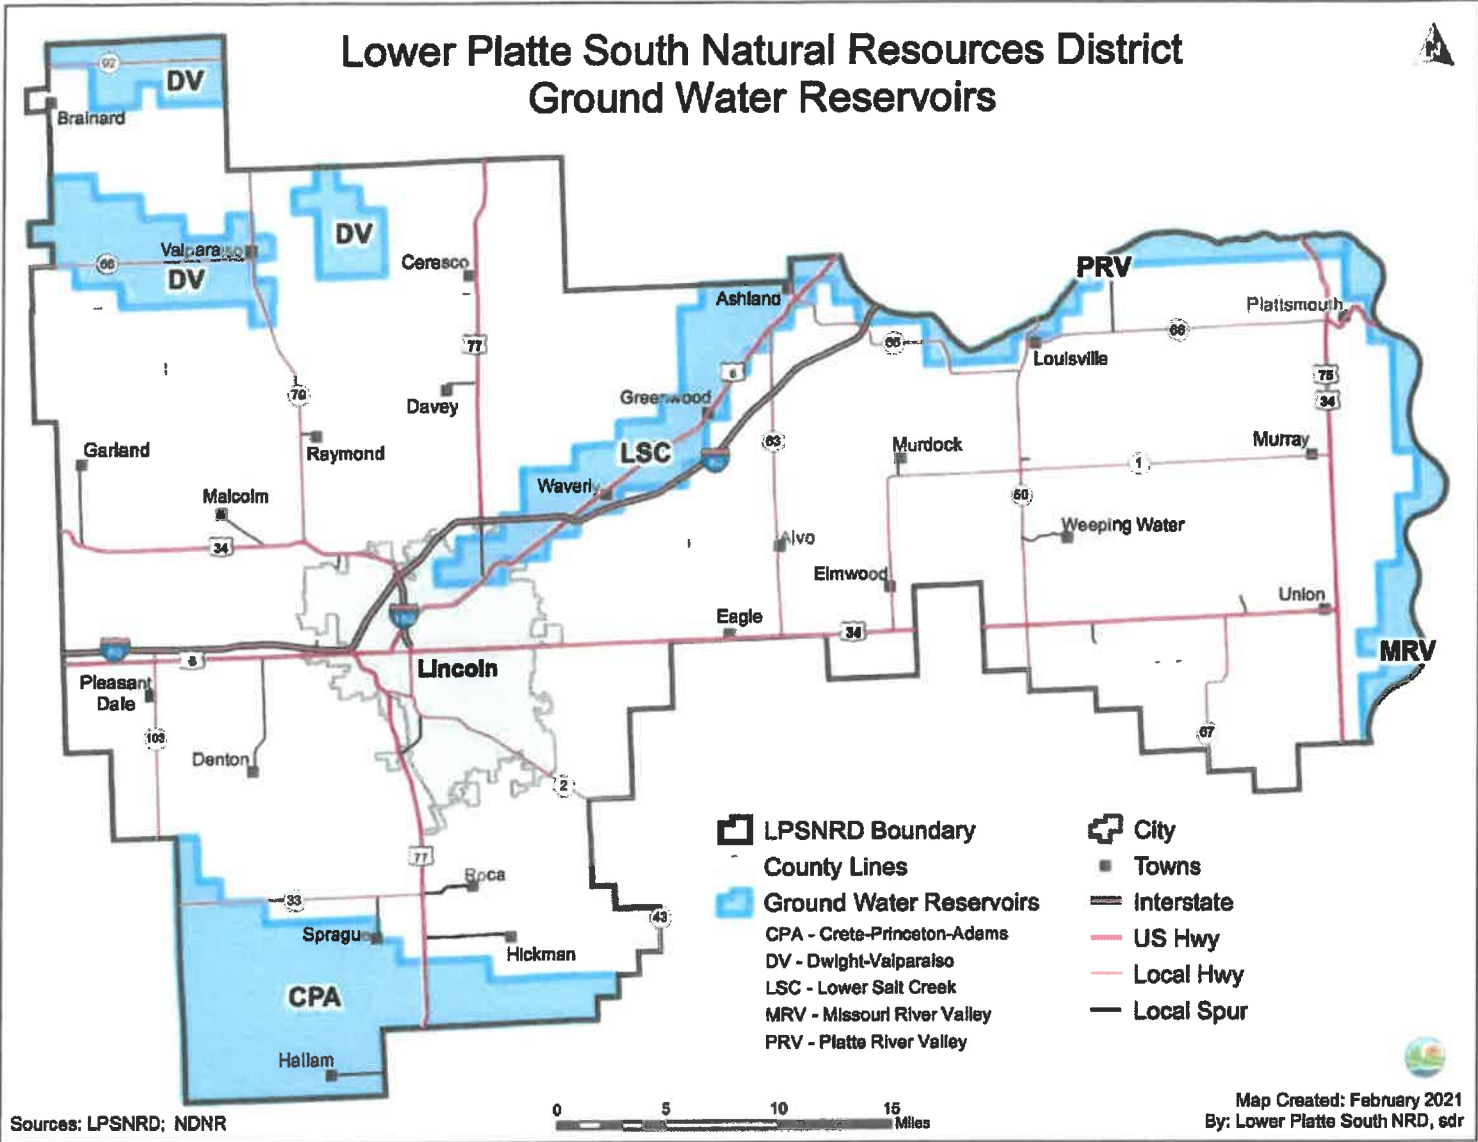 Lower Platte South Natural Resources District
Ground Water Reservoirs
92
DV
Brainard
DV
Valparaiso
66
DV
Ceresco
77
Ashland
PRV
Plattsmouth
66
66
Louisville
6
75
34
79
Davey
Greenwood
Garland
Raymond
LSC
63
Murdock
1
Murray
Malcolm
Waverly
50
Weeping Water
34
Alvo
Elmwood
Union
Eagle
34
6
Lincoln
MRV
Pleasant
Dale
103
67
Denton
2
77
Roca
33
43
Sprague
Hickman
CPA
Hallam
LPSNRD Boundary
County Lines
Ground Water Reservoirs
CPA - Crete-Princeton-Adams
DV - Dwight-Valparaiso
LSC - Lower Salt Creek
MRV - Missouri River Valley
PRV - Platte River Valley
City
Towns
Interstate
US Hwy
Local Hwy
Local Spur
0 5 10 15
Miles
Sources: LPSNRD; NDNR
Map Created: February 2021
By: Lower Platte South NRD, sdr